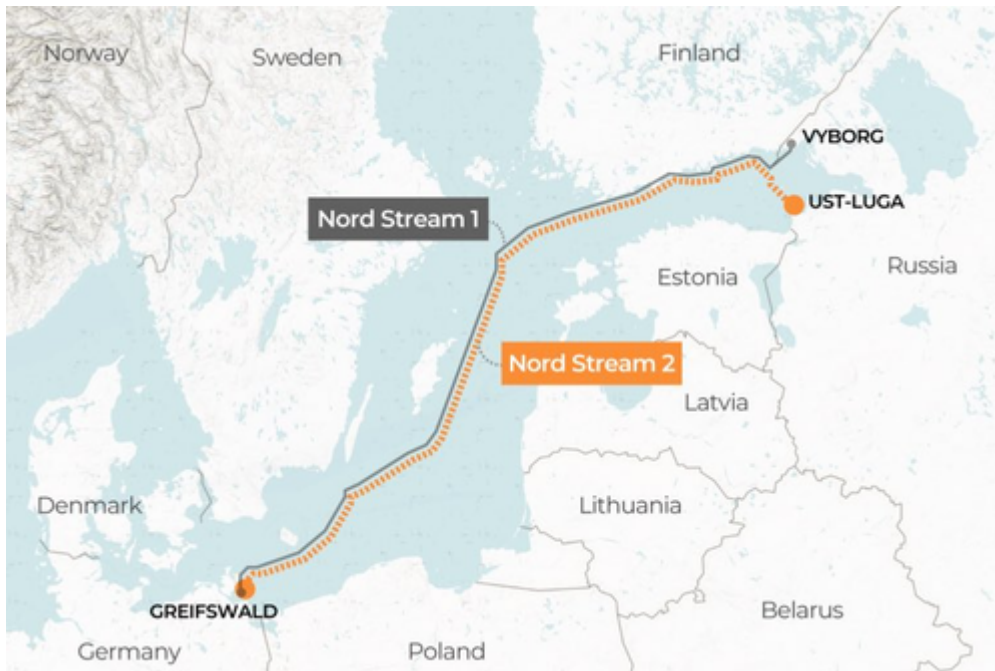 Norway
Sweden
Finland
VYBORG
UST-LUGA
Nord Stream 1
Estonia
Russia
Nord Stream 2
Latvia
Denmark
Lithuania
GREIFSWALD
Belarus
Germany
Poland